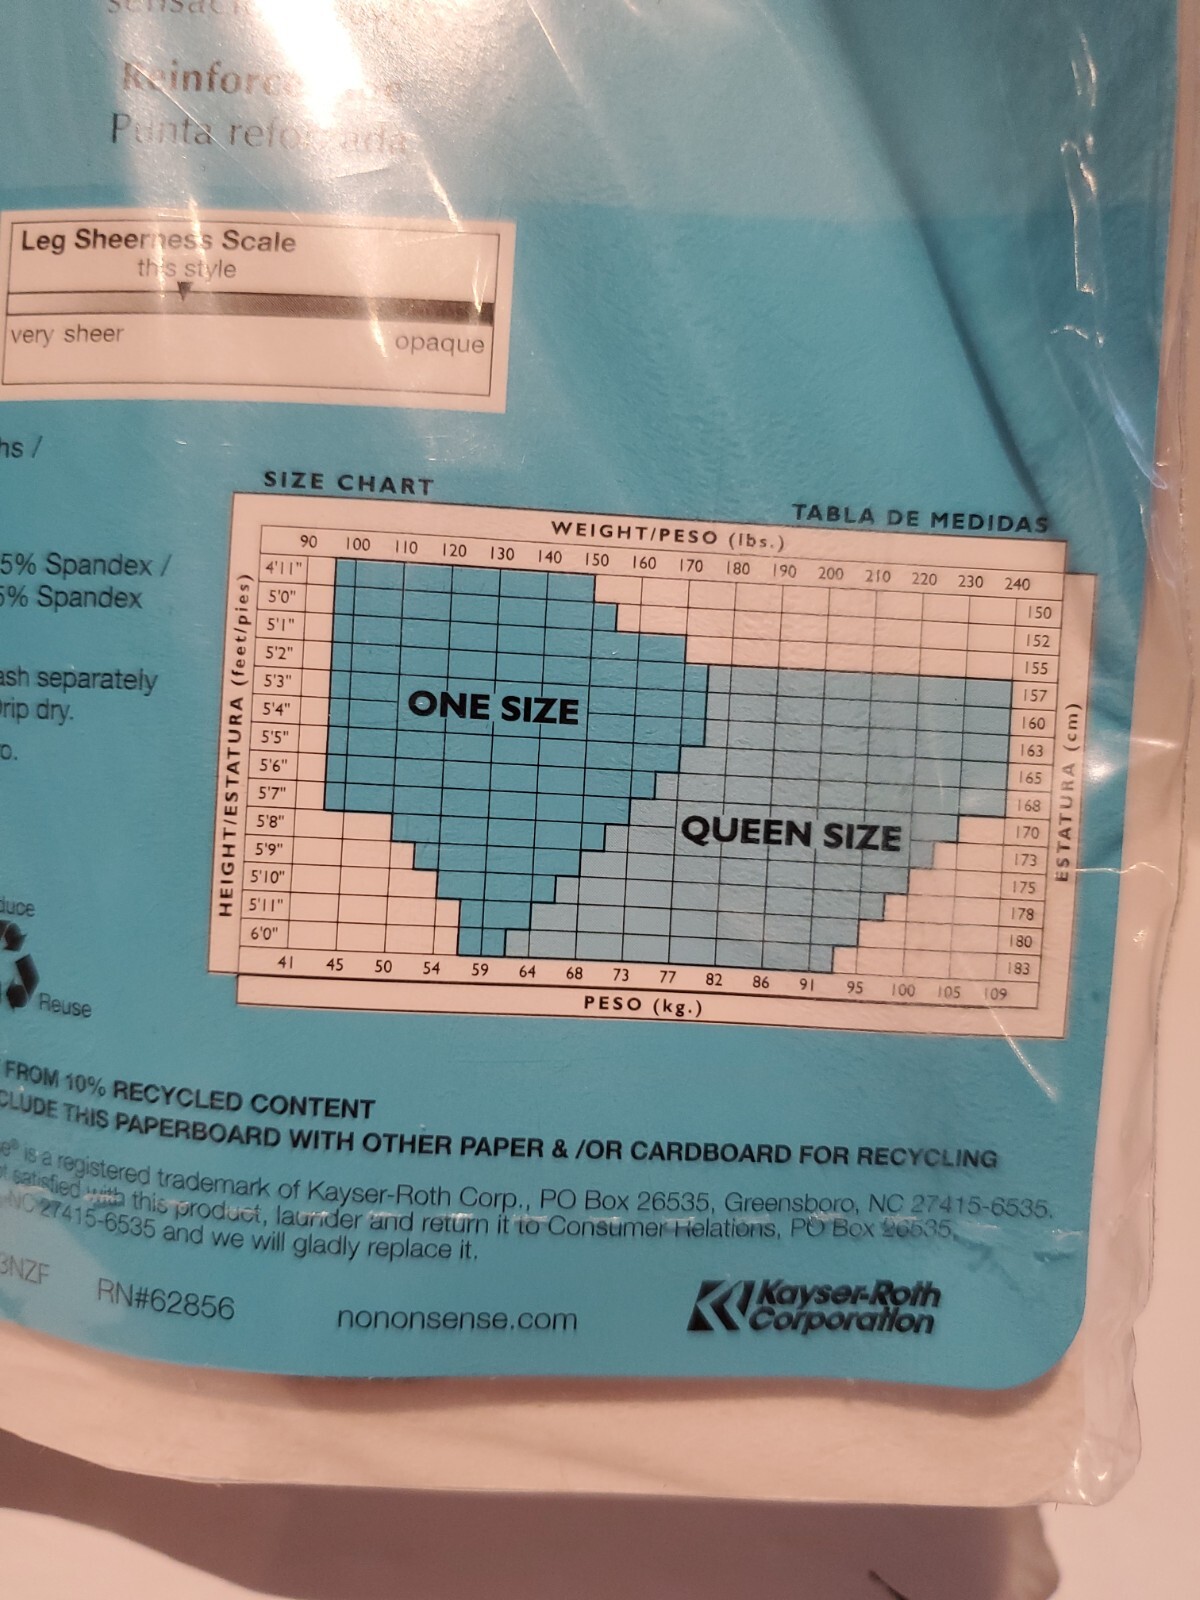 Punta reforzada
Leg Sheerness Scale
this style
very sheer opaque
hs /
5% Spandex /
5% Spandex
ash separately
rip dry.
o.
SIZE CHART
TABLA DE MEDIDAS
WEIGHT/PESO (lbs.)
90 100 110 120 130 140 150 160 170 180 190 200 210 220 230 240
HEIGHT/ESTATURA (feet/pies)
4'11"
5'0" 150
5'1" 152
5'2" 155
5'3" 157
5'4" 160
5'5" 163
5'6" 165
5'7" 168
5'8" 170
5'9" 173
5'10" 175
5'11" 178
6'0" 180
183
ONE SIZE
QUEEN SIZE
ESTATURA (cm)
41 45 50 54 59 64 68 73 77 82 86 91 95 100 105 109
PESO (kg.)
duce
Reuse
FROM 10% RECYCLED CONTENT
CLUDE THIS PAPERBOARD WITH OTHER PAPER & /OR CARDBOARD FOR RECYCLING
e® is a registered trademark of Kayser-Roth Corp., PO Box 26535, Greensboro, NC 27415-6535.
t satisfied with this product, launder and return it to Consumer Relations, PO Box 26535,
NC 27415-6535 and we will gladly replace it.
3NZF RN#62856 nononsense.com
Kayser-Roth
Corporation